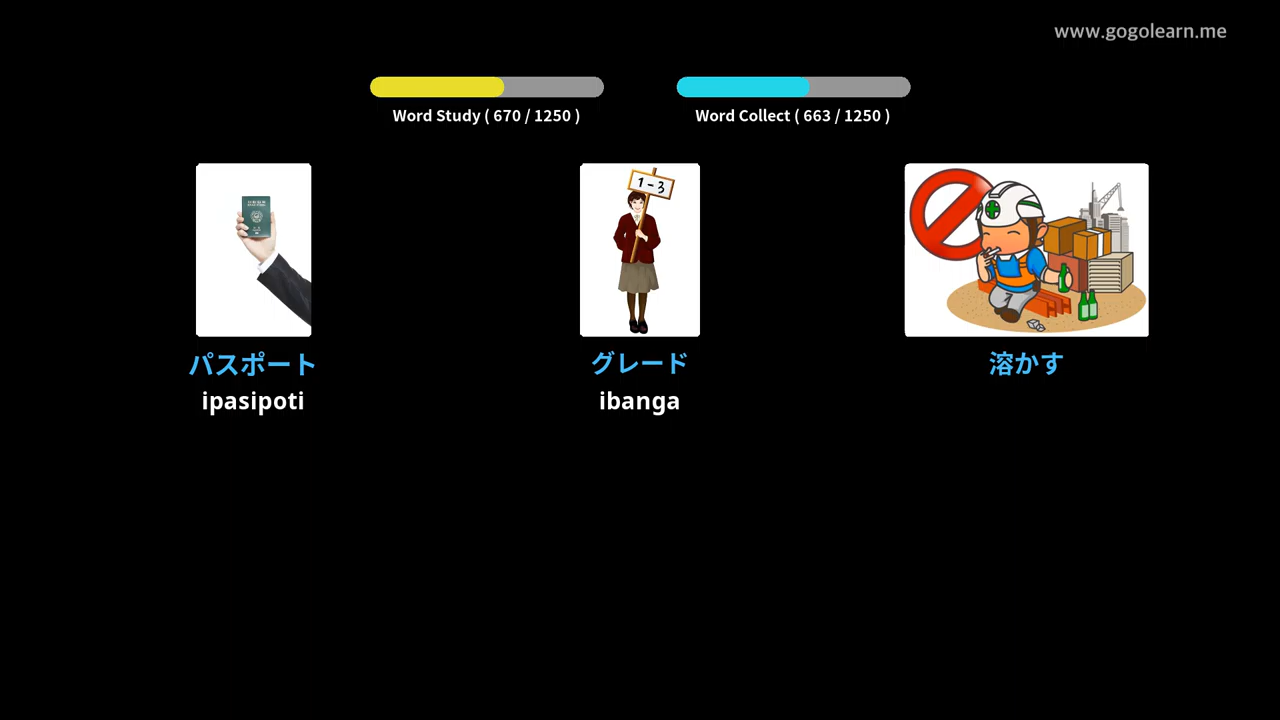 www.gogolearn.me
Word Study ( 670 / 1250 )
Word Collect ( 663 / 1250 )
1-3
パスポート
グレード
溶かす
ipasipoti
ibanga